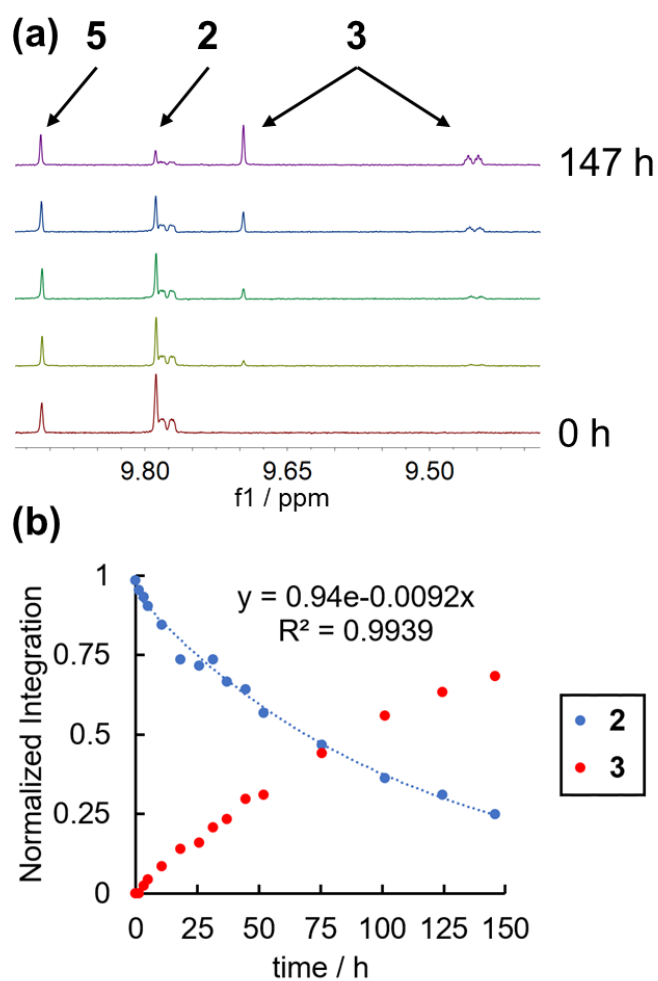 (a) 5 2 3
147 h
0 h
9.80 9.65 9.50
f1 / ppm
(b)
1
y = 0.94e-0.0092x
R² = 0.9939
0.75
0.5
0.25
0
Normalized Integration
2
3
0 25 50 75 100 125 150
time / h